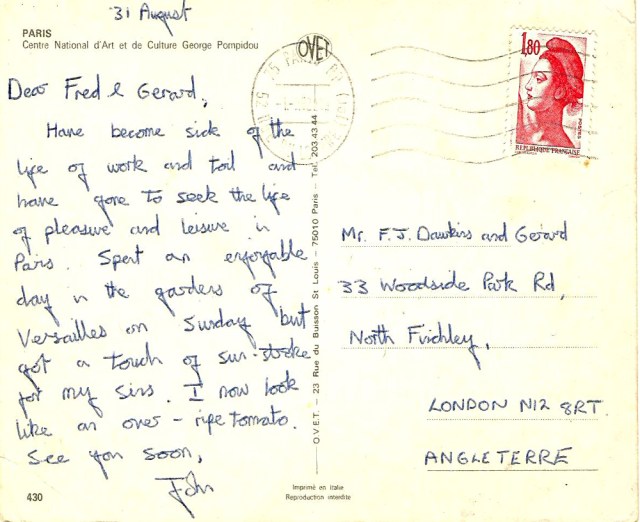 31 August
PARIS
Centre National d'Art et de Culture George Pompidou
OVET
1,80
POSTES
REPUBLIQUE FRANCAISE
Dear Fred & Gerard,
Have become sick of the
life of work and toil and
have gone to seek the life
of pleasure and leisure in
Paris. Spent an enjoyable
day in the gardens of
Versailles on Sunday but
got a touch of sun-stroke
for my sins. I now look
like an over-ripe tomato.
See you soon,
John
O.V.E.T. – 23 Rue du Buisson St Louis – 75010 Paris – Tel. 203 43 44
Mr. F.J. Dawkins and Gerard
33 Woodside Park Rd,
North Finchley,
LONDON N12 8RT
ANGLETERRE
430
Imprimé en Italie
Reproduction interdite